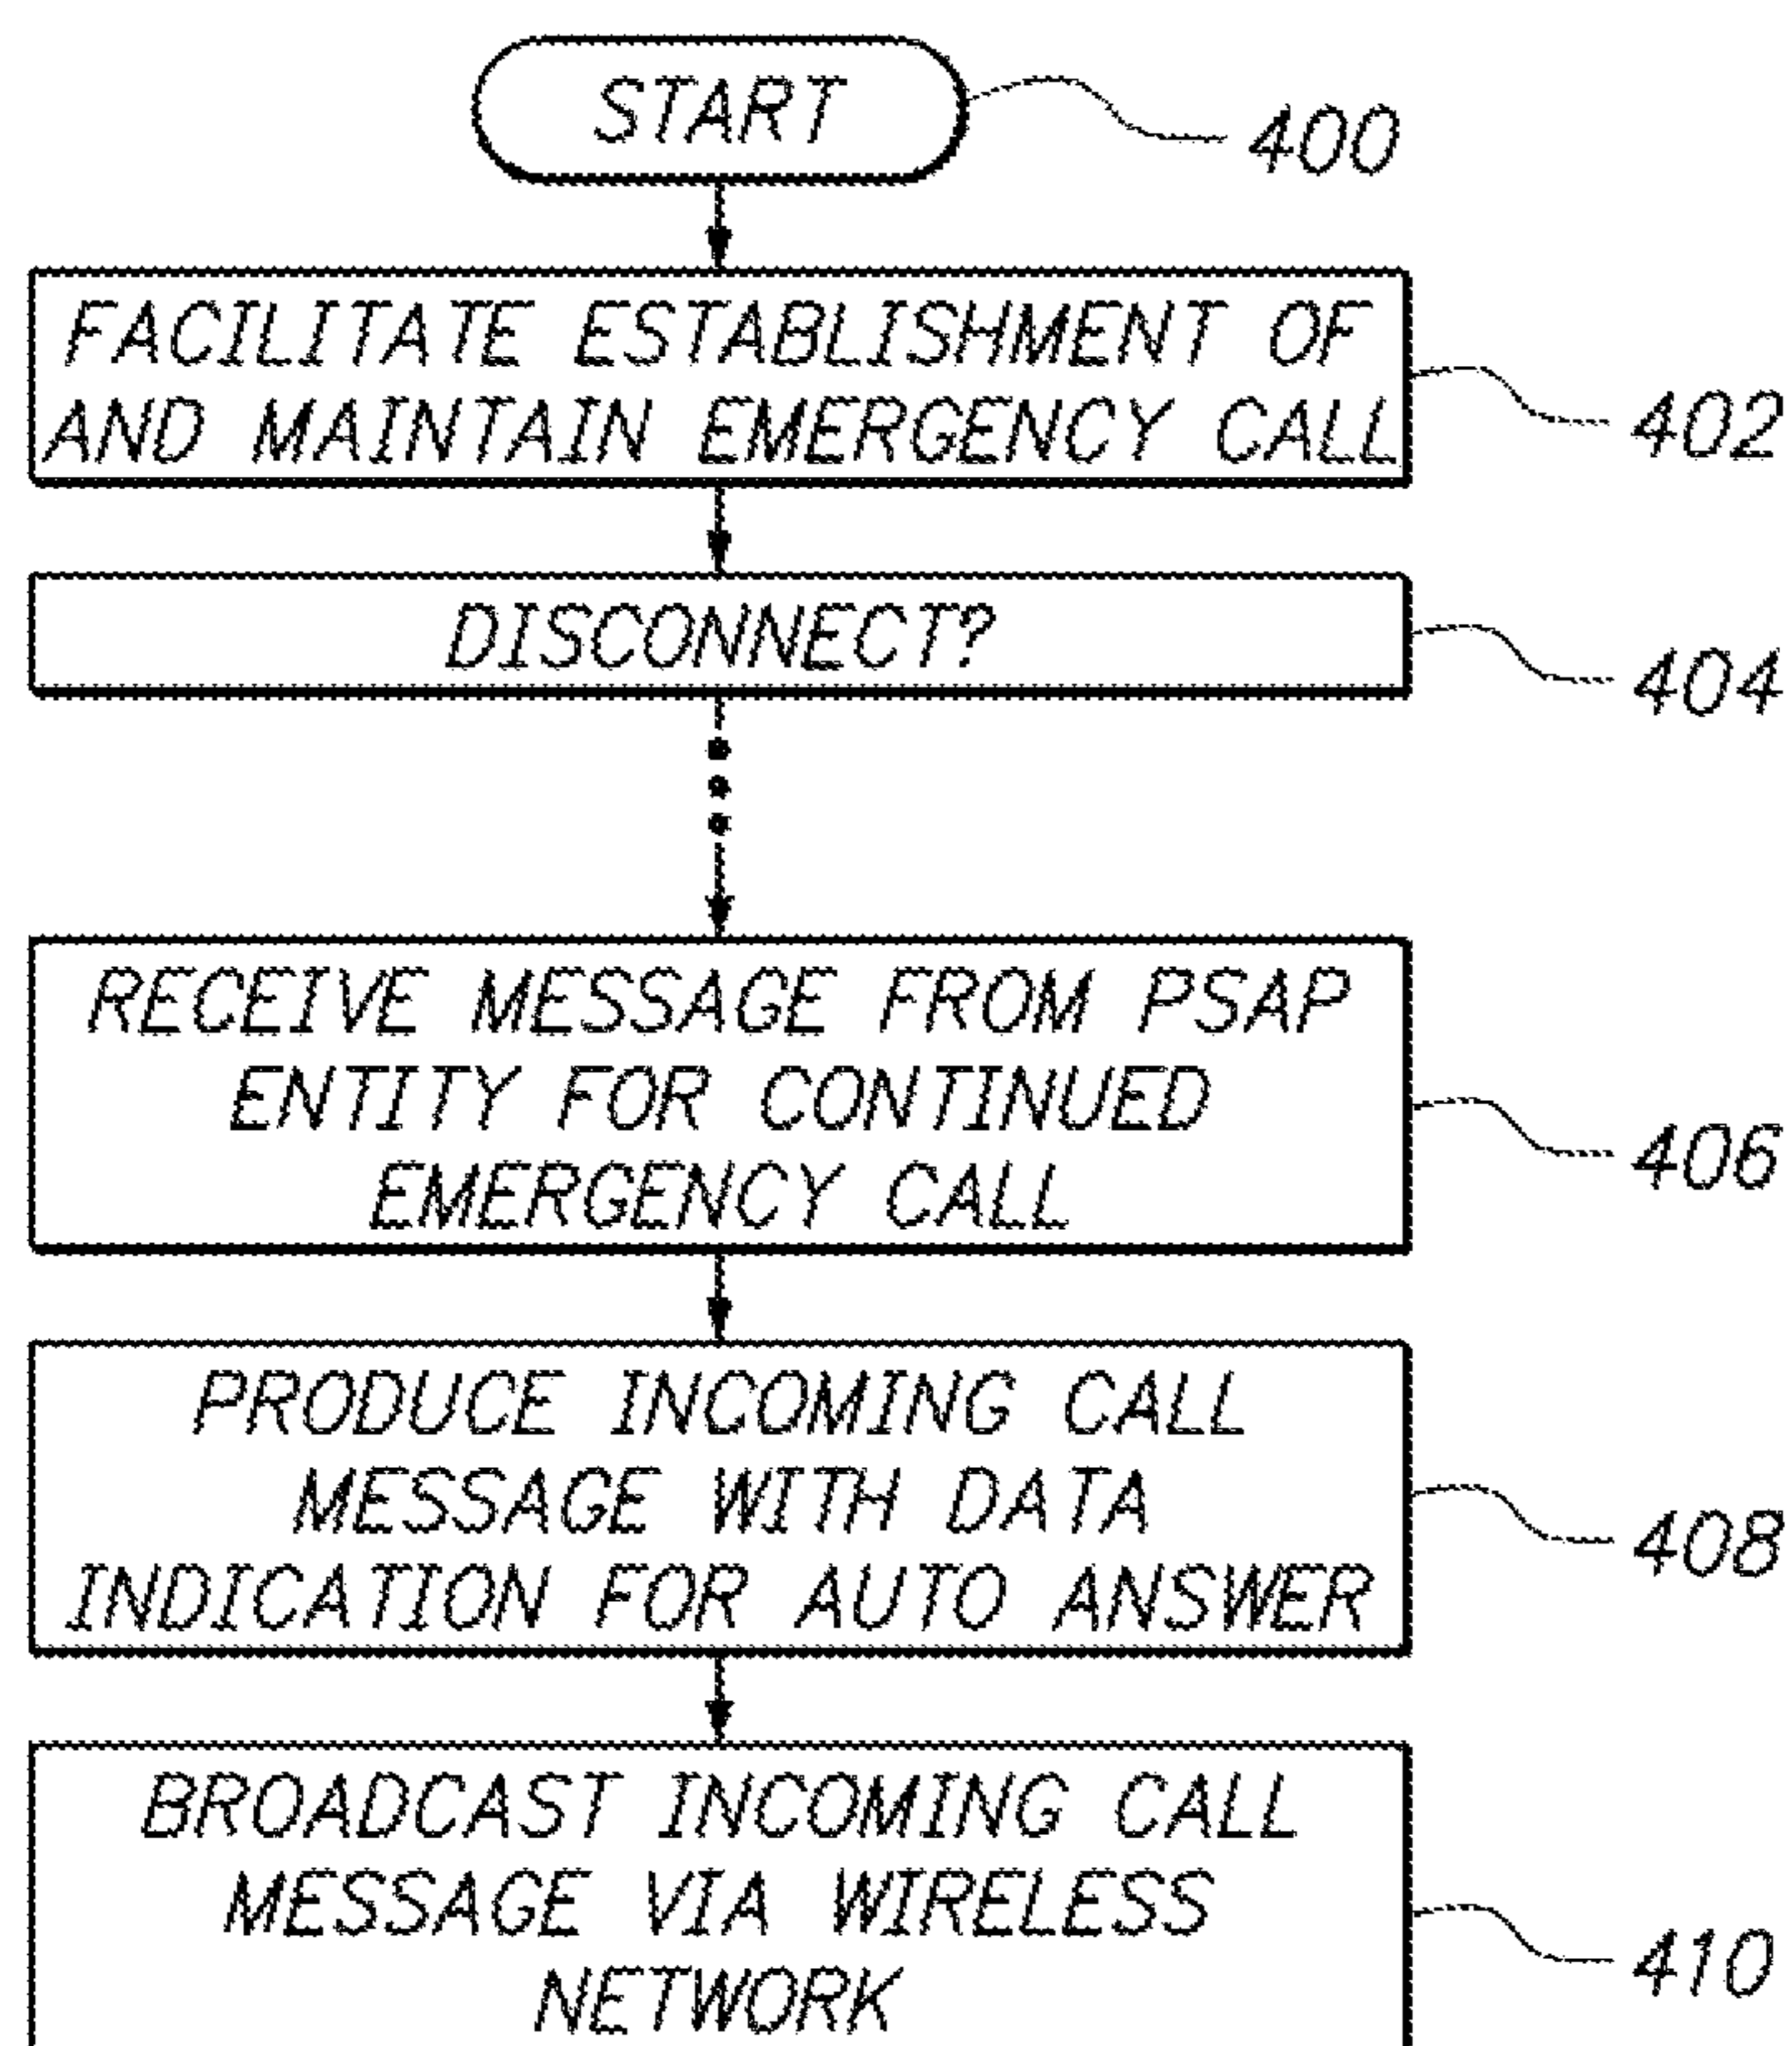 START
400
FACILITATE ESTABLISHMENT OF
AND MAINTAIN EMERGENCY CALL
402
DISCONNECT?
404
RECEIVE MESSAGE FROM PSAP
ENTITY FOR CONTINUED
EMERGENCY CALL
406
PRODUCE INCOMING CALL
MESSAGE WITH DATA
INDICATION FOR AUTO ANSWER
408
BROADCAST INCOMING CALL
MESSAGE VIA WIRELESS
NETWORK
410